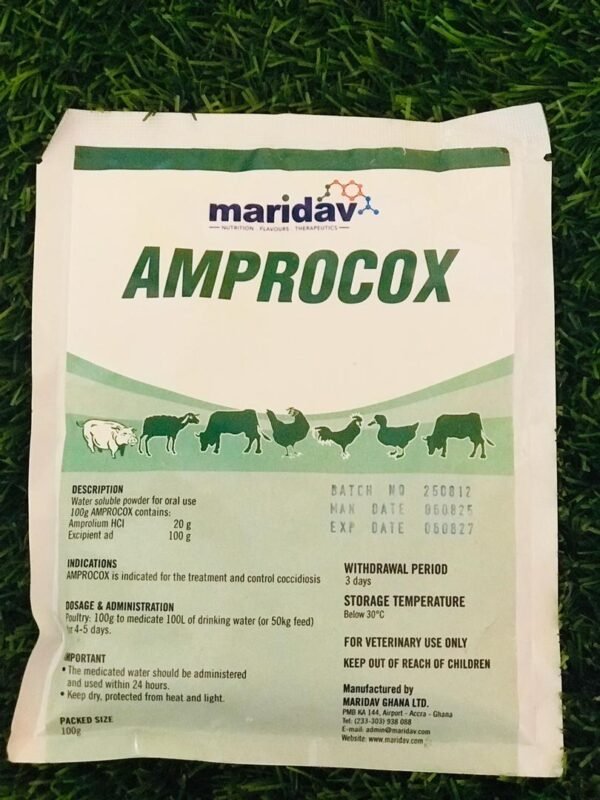 maridav
NUTRITION . FLAVOURS . THERAPEUTICS
AMPROCOX
DESCRIPTION
Water soluble powder for oral use
100g AMPROCOX contains:
Amprolium HCl 20 g
Excipient ad 100 g
INDICATIONS
AMPROCOX is indicated for the treatment and control coccidiosis
DOSAGE & ADMINISTRATION
Poultry: 100g to medicate 100L of drinking water (or 50kg feed)
for 4-5 days.
IMPORTANT
• The medicated water should be administered
and used within 24 hours.
• Keep dry, protected from heat and light.
PACKED SIZE
100g
BATCH NO 250812
MAN DATE 060825
EXP DATE 060827
WITHDRAWAL PERIOD
3 days
STORAGE TEMPERATURE
Below 30°C
FOR VETERINARY USE ONLY
KEEP OUT OF REACH OF CHILDREN
Manufactured by
MARIDAV GHANA LTD.
PMB KA 144, Airport - Accra - Ghana
Tel: (233-303) 938 088
E-mail: admin@maridav.com
Website: www.maridav.com